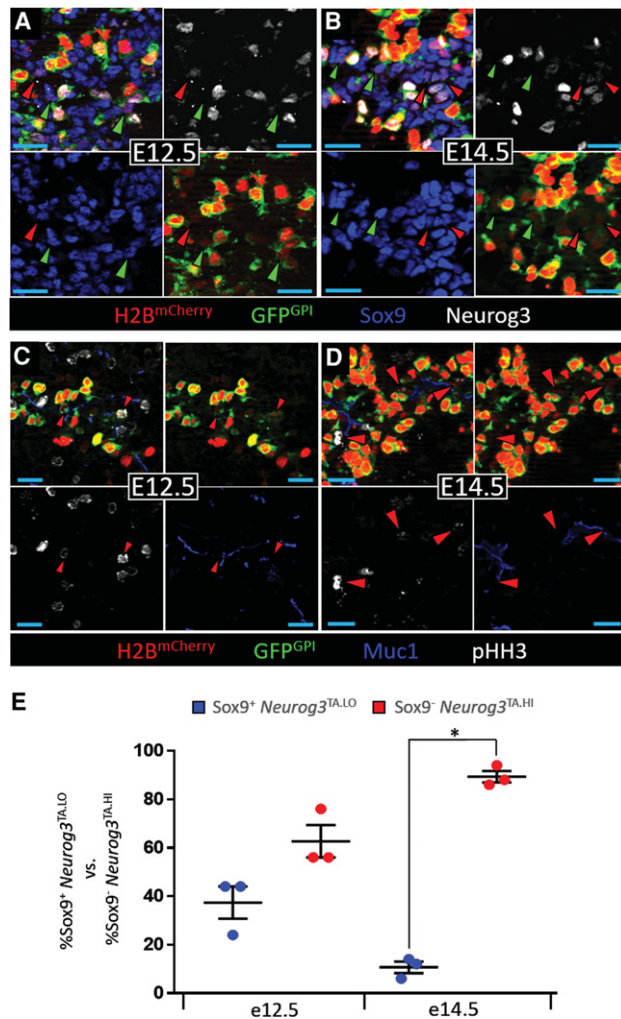 A
B
E12.5
E14.5
H2BmCherry GFPGPI Sox9 Neurog3
C
D
E12.5
E14.5
H2BmCherry GFPGPI Muc1 pHH3
E
Sox9+ Neurog3TA.LO Sox9- Neurog3TA.HI
*
%Sox9+ Neurog3TA.LO
vs.
%Sox9- Neurog3TA.HI
100
80
60
40
20
0
e12.5 e14.5